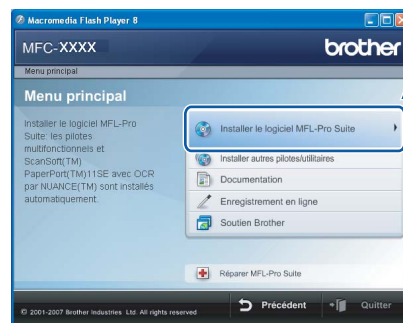 Macromedia Flash Player 8
MFC-XXXX
brother
Menu principal
Menu principal
Installer le logiciel MFL-Pro
Suite: les pilotes
multifonctionnels et
ScanSoft(TM)
PaperPort(TM)11SE avec OCR
par NUANCE(TM) sont installés
automatiquement.
Installer le logiciel MFL-Pro Suite
Installer autres pilotes/utilitaires
Documentation
Enregistrement en ligne
Soutien Brother
Réparer MFL-Pro Suite
© 2001-2007 Brother Industries Ltd. All rights reserved
Précédent
Quitter